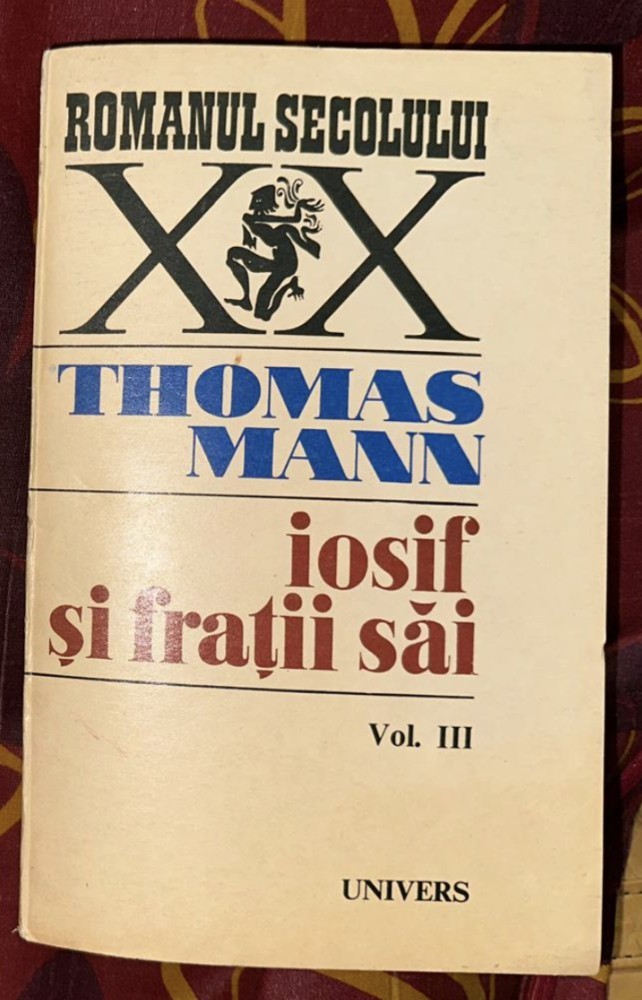 ROMANUL SECOLULUI
XX
THOMAS
MANN
iosif
și frații săi
Vol. III
UNIVERS